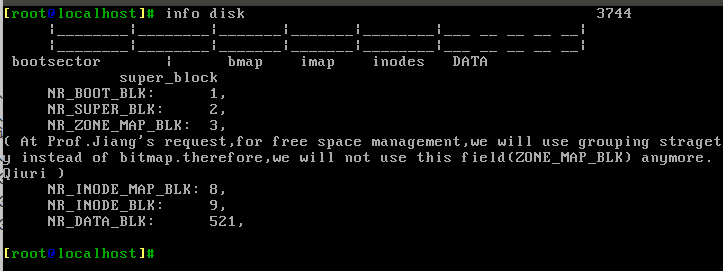 [root@localhost]# info disk 3744
|________|________|________|________|_________|___ __ __ __ __|
|________|________|________|________|_________|___ __ __ __ __|
bootsector | bmap imap inodes DATA
super_block
NR_BOOT_BLK: 1,
NR_SUPER_BLK: 2,
NR_ZONE_MAP_BLK: 3,
( At Prof.Jiang's request,for free space management,we will use grouping straget
y instead of bitmap.therefore,we will not use this field(ZONE_MAP_BLK) anymore.
Qiuri )
NR_INODE_MAP_BLK: 8,
NR_INODE_BLK: 9,
NR_DATA_BLK: 521,
[root@localhost]#